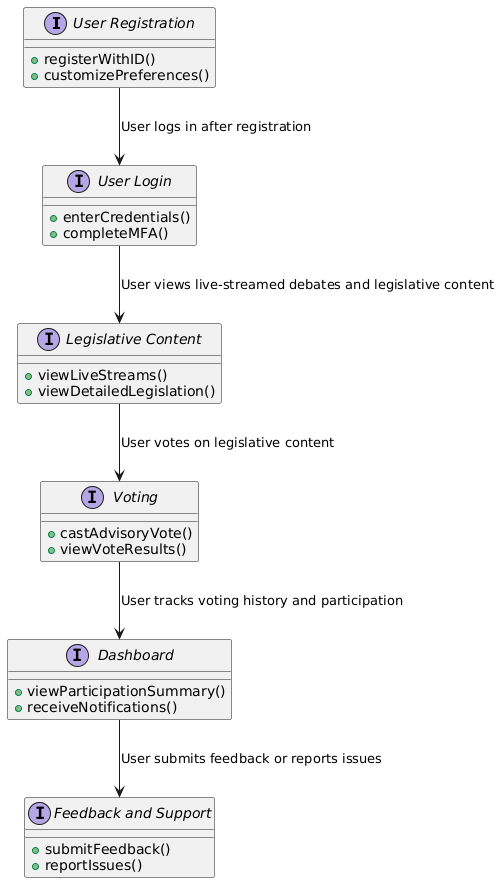 I User Registration
registerWithID()
customizePreferences()
User logs in after registration
I User Login
enterCredentials()
completeMFA()
User views live-streamed debates and legislative content
I Legislative Content
viewLiveStreams()
viewDetailedLegislation()
User votes on legislative content
I Voting
castAdvisoryVote()
viewVoteResults()
User tracks voting history and participation
I Dashboard
viewParticipationSummary()
receiveNotifications()
User submits feedback or reports issues
I Feedback and Support
submitFeedback()
reportIssues()